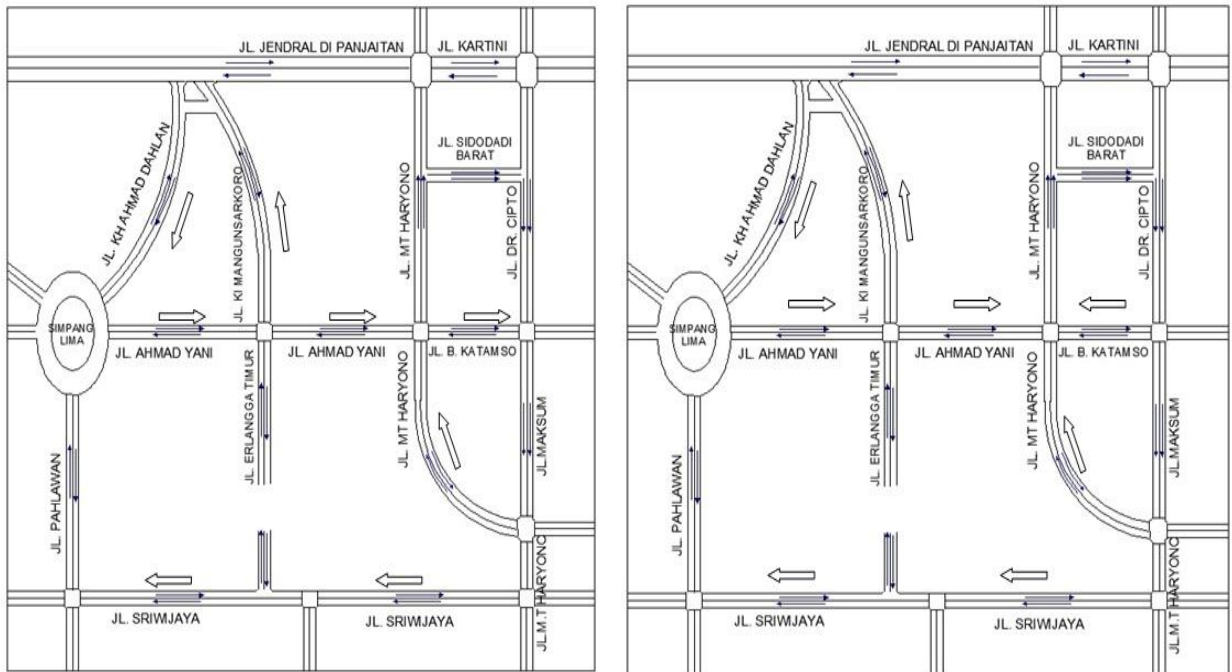 JL. JENDRAL DI PANJAITAN
JL. KARTINI
JL. SIDODADI
BARAT
JL. KH AHMAD DAHLAN
JL. KI MANGUNSARKORO
JL. MT HARYONO
JL. DR. CIPTO
SIMPANG
LIMA
JL. AHMAD YANI
JL. AHMAD YANI
JL. B. KATAMSO
JL. ERLANGGA TIMUR
JL. MT HARYONO
JL.MAKSUM
JL. PAHLAWAN
JL.M.T HARYONO
JL. SRIWIJAYA
JL. SRIWIJAYA
JL. JENDRAL DI PANJAITAN
JL. KARTINI
JL. SIDODADI
BARAT
JL. KH AHMAD DAHLAN
JL. KI MANGUNSARKORO
JL. MT HARYONO
JL. DR. CIPTO
SIMPANG
LIMA
JL. AHMAD YANI
JL. AHMAD YANI
JL. B. KATAMSO
JL. ERLANGGA TIMUR
JL. MT HARYONO
JL.MAKSUM
JL. PAHLAWAN
JL.M.T HARYONO
JL. SRIWIJAYA
JL. SRIWIJAYA